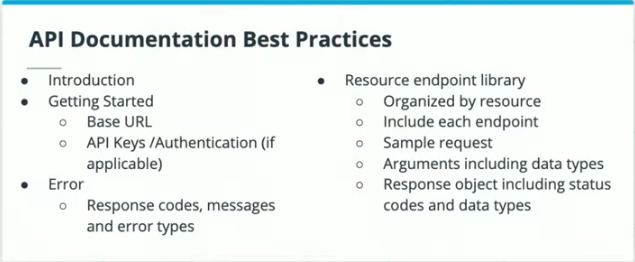 API Documentation Best Practices
● Introduction
● Getting Started
○ Base URL
○ API Keys /Authentication (if
applicable)
● Error
○ Response codes, messages
and error types
● Resource endpoint library
○ Organized by resource
○ Include each endpoint
○ Sample request
○ Arguments including data types
○ Response object including status
codes and data types